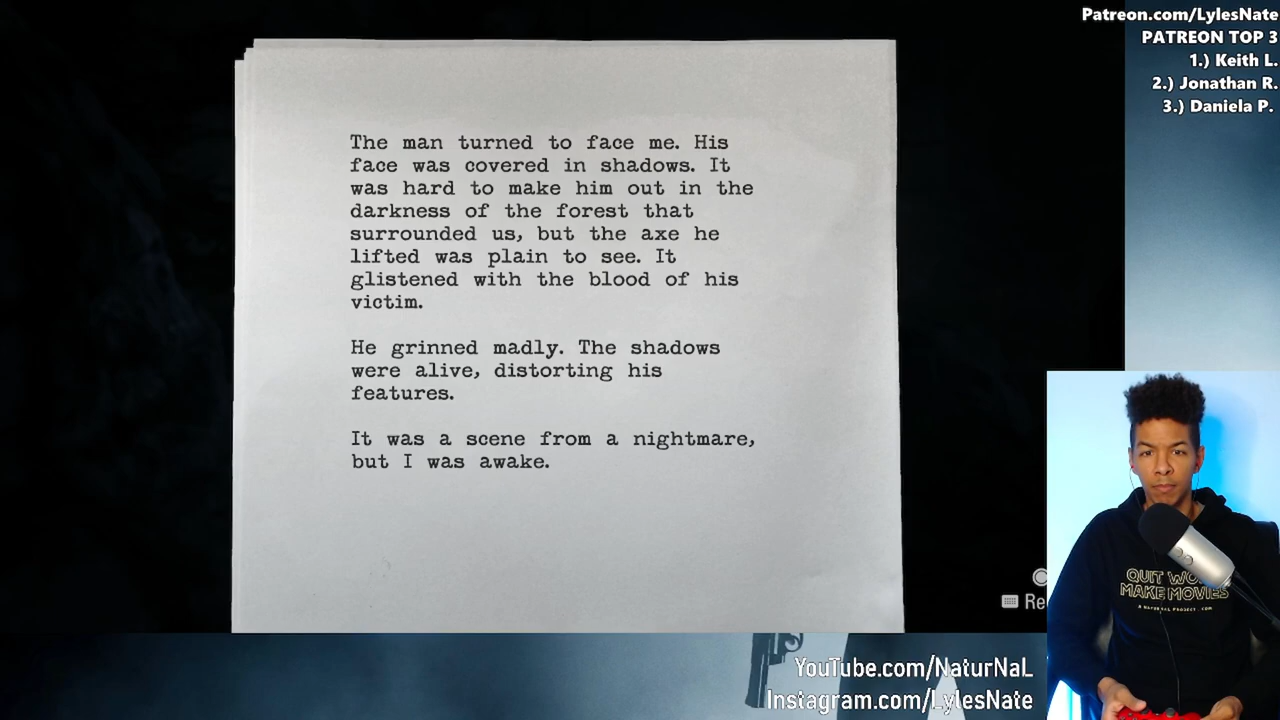 Patreon.com/LylesNate
PATREON TOP 3
1.) Keith L.
2.) Jonathan R.
3.) Daniela P.
The man turned to face me. His
face was covered in shadows. It
was hard to make him out in the
darkness of the forest that
surrounded us, but the axe he
lifted was plain to see. It
glistened with the blood of his
victim.
He grinned madly. The shadows
were alive, distorting his
features.
It was a scene from a nightmare,
but I was awake.
QUIT
MAKE MOVIES
YouTube.com/NaturNaL
Instagram.com/LylesNate